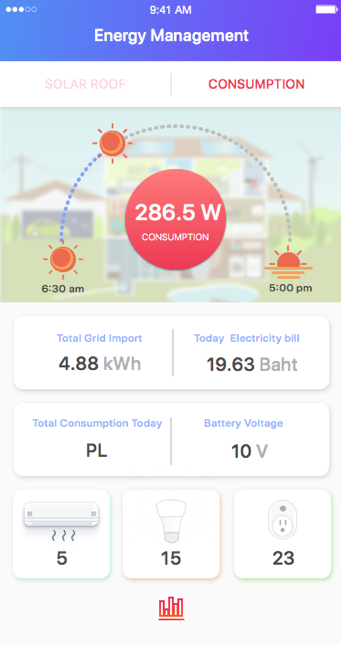 9:41 AM
Energy Management
SOLAR ROOF CONSUMPTION
286.5 W
CONSUMPTION
6:30 am 5:00 pm
Total Grid Import Today Electricity bill
4.88 kWh 19.63 Baht
Total Consumption Today Battery Voltage
PL 10 V
5 15 23